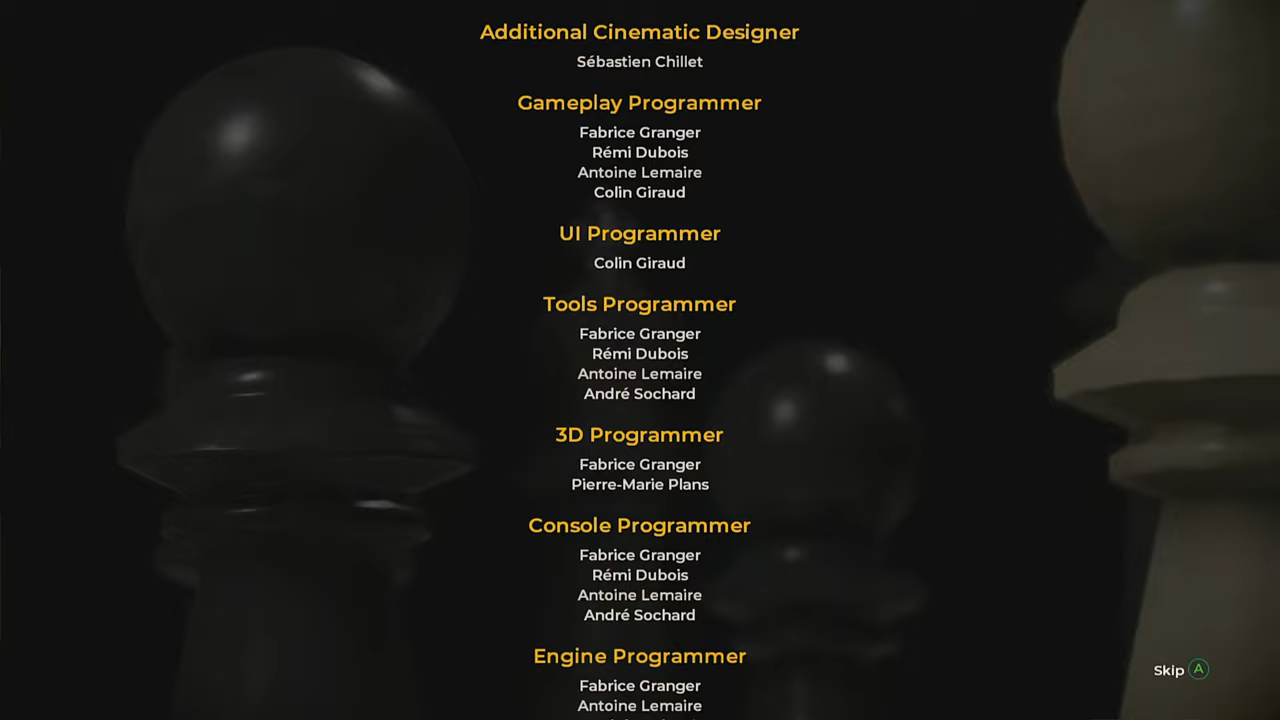 Additional Cinematic Designer
Sébastien Chillet
Gameplay Programmer
Fabrice Granger
Rémi Dubois
Antoine Lemaire
Colin Giraud
UI Programmer
Colin Giraud
Tools Programmer
Fabrice Granger
Rémi Dubois
Antoine Lemaire
André Sochard
3D Programmer
Fabrice Granger
Pierre-Marie Plans
Console Programmer
Fabrice Granger
Rémi Dubois
Antoine Lemaire
André Sochard
Engine Programmer
Fabrice Granger
Antoine Lemaire
Skip A